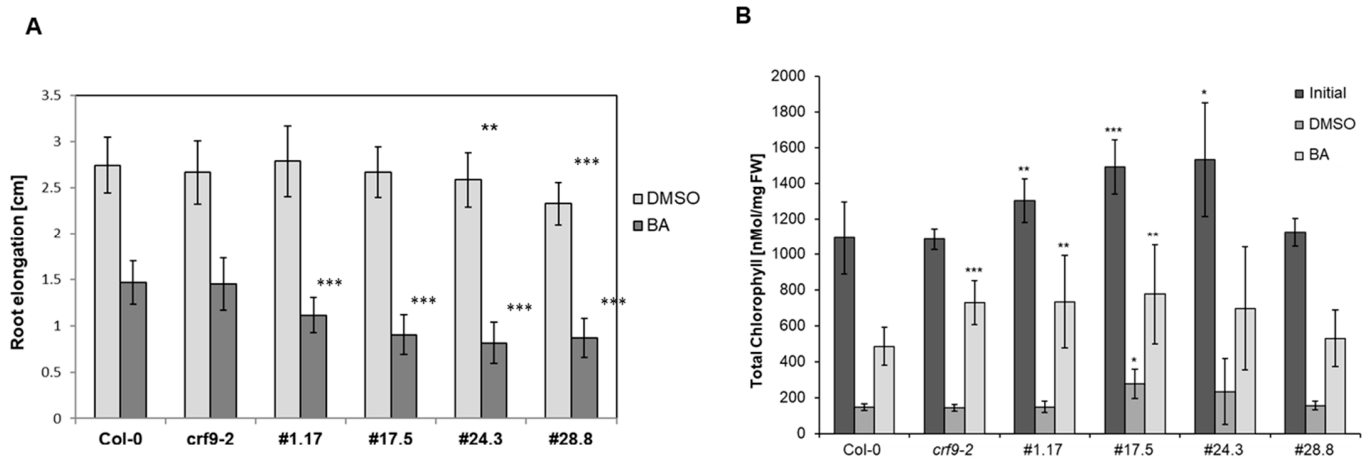 A
3.5
3
2.5
2
1.5
1
0.5
0
Root elongation [cm]
**
***
***
***
***
***
DMSO
BA
Col-0 crf9-2 #1.17 #17.5 #24.3 #28.8
B
2000
1800
1600
1400
1200
1000
800
600
400
200
0
Total Chlorophyll [nMol/mg FW]
*
***
**
***
**
**
*
Initial
DMSO
BA
Col-0 crf9-2 #1.17 #17.5 #24.3 #28.8